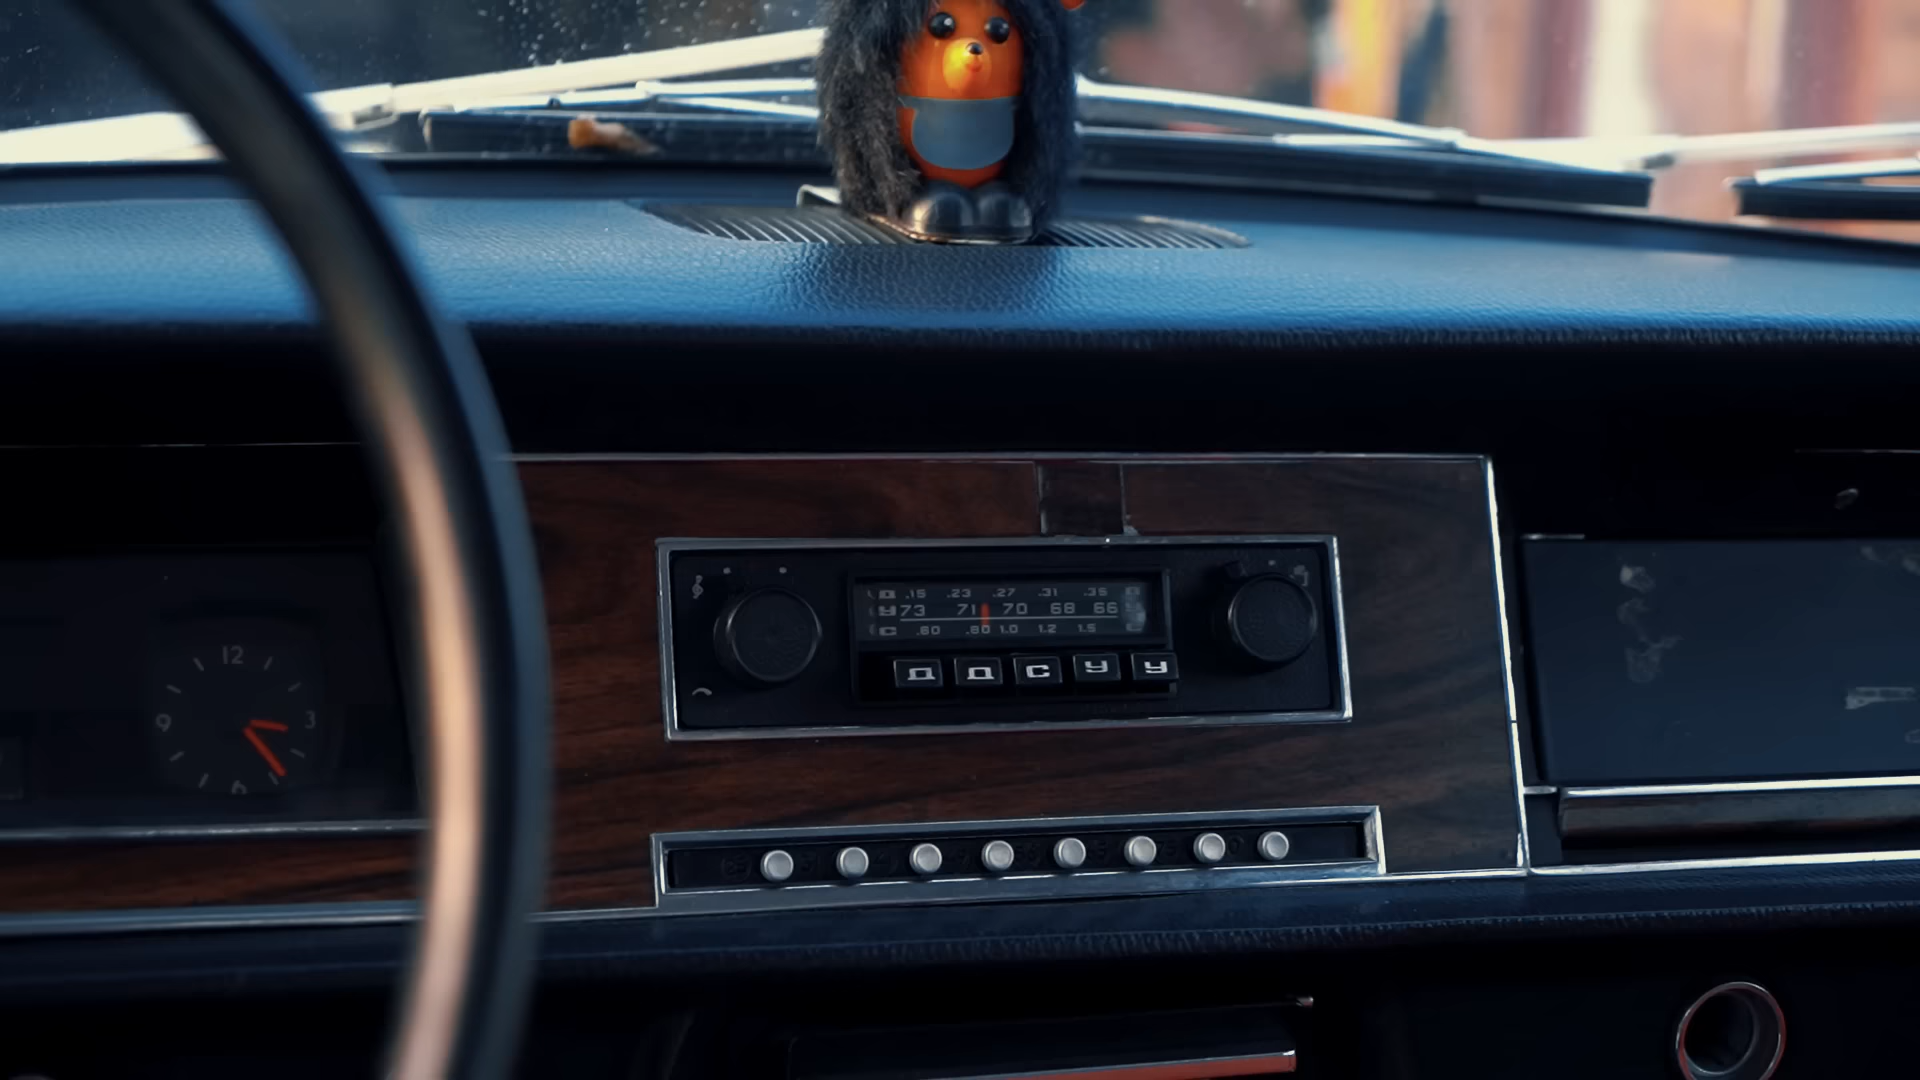 Д .15 .23 .27 .31 .35 Д
У 73 71 70 68 66 У
С .60 .80 1.0 1.2 1.5 С
Д Д С У У
12
9 3
6